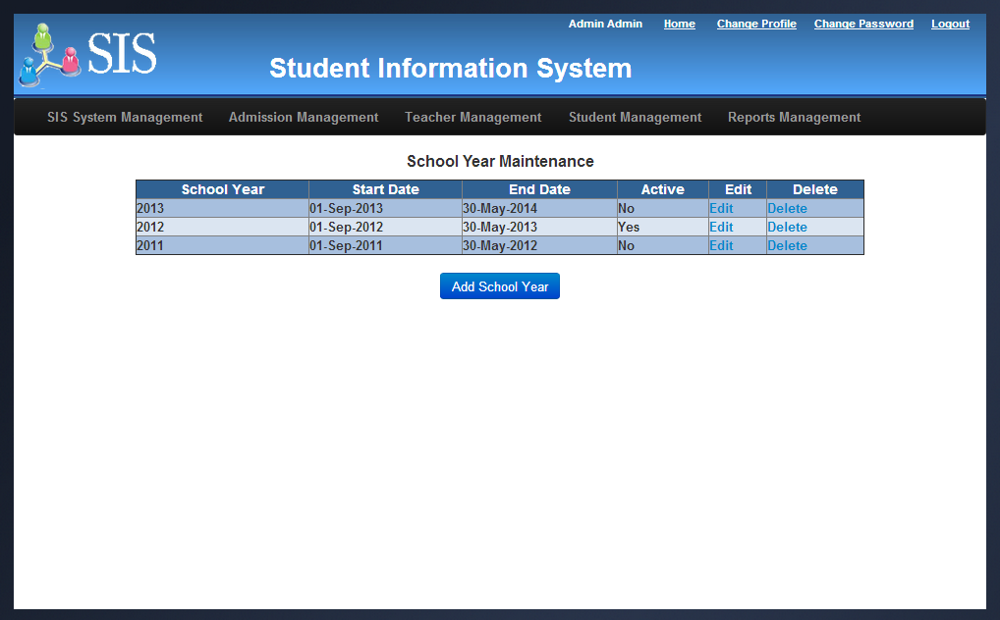 Admin Admin Home Change Profile Change Password Logout
SIS
Student Information System
SIS System Management Admission Management Teacher Management Student Management Reports Management
School Year Maintenance
School Year Start Date End Date Active Edit Delete
2013 01-Sep-2013 30-May-2014 No Edit Delete
2012 01-Sep-2012 30-May-2013 Yes Edit Delete
2011 01-Sep-2011 30-May-2012 No Edit Delete
Add School Year